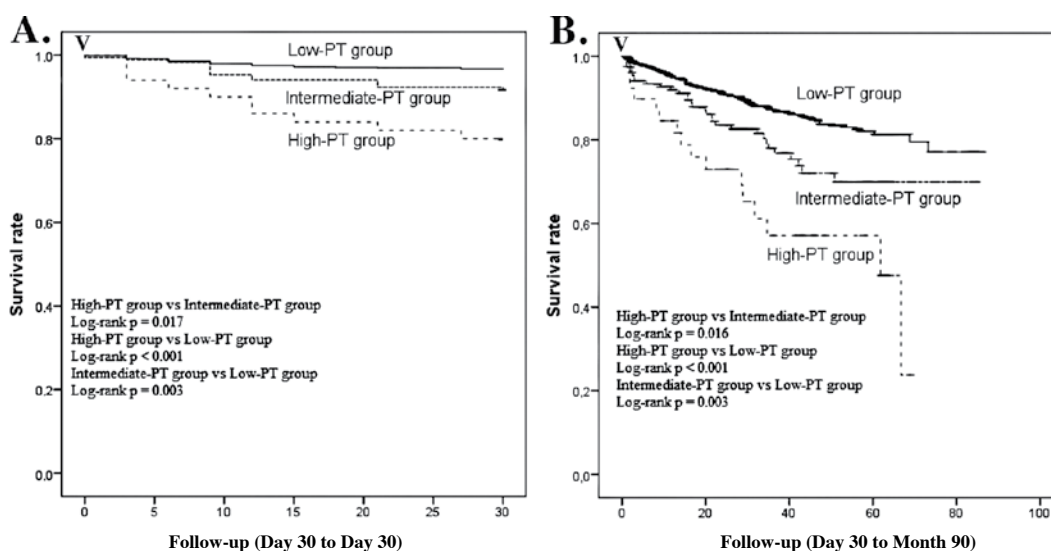 A.
V
1,0
0,8
0,6
0,4
0,2
0,0
Survival rate
Low-PT group
Intermediate-PT group
High-PT group
High-PT group vs Intermediate-PT group
Log-rank p = 0.017
High-PT group vs Low-PT group
Log-rank p < 0.001
Intermediate-PT group vs Low-PT group
Log-rank p = 0.003
0 5 10 15 20 25 30
Follow-up (Day 30 to Day 30)
B.
V
1,0
0,8
0,6
0,4
0,2
0,0
Survival rate
Low-PT group
Intermediate-PT group
High-PT group
High-PT group vs Intermediate-PT group
Log-rank p = 0.016
High-PT group vs Low-PT group
Log-rank p < 0.001
Intermediate-PT group vs Low-PT group
Log-rank p = 0.003
0 20 40 60 80 100
Follow-up (Day 30 to Month 90)